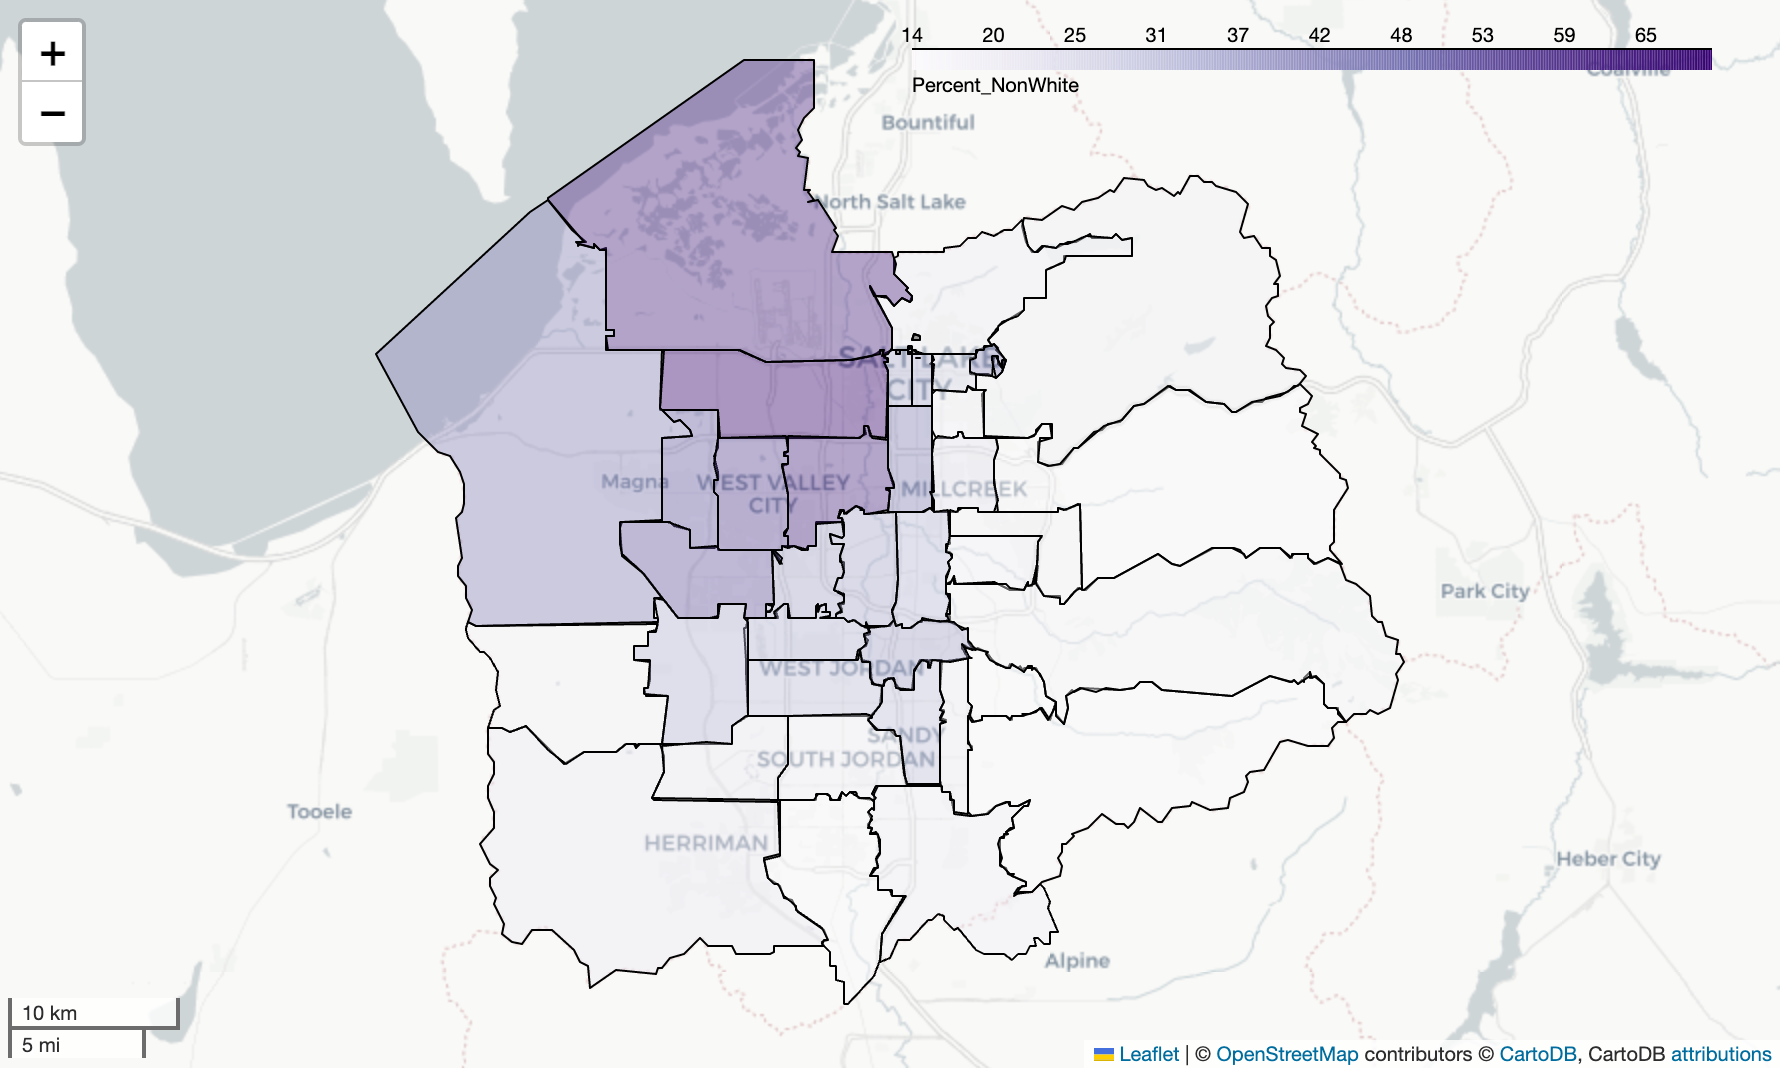 +
−
14 20 25 31 37 42 48 53 59 65
Percent_NonWhite
Coalville
Bountiful
North Salt Lake
SALT LAKE
CITY
Magna
WEST VALLEY
CITY
MILLCREEK
Park City
WEST JORDAN
SANDY
SOUTH JORDAN
Tooele
HERRIMAN
Heber City
Alpine
10 km
5 mi
Leaflet | © OpenStreetMap contributors © CartoDB, CartoDB attributions